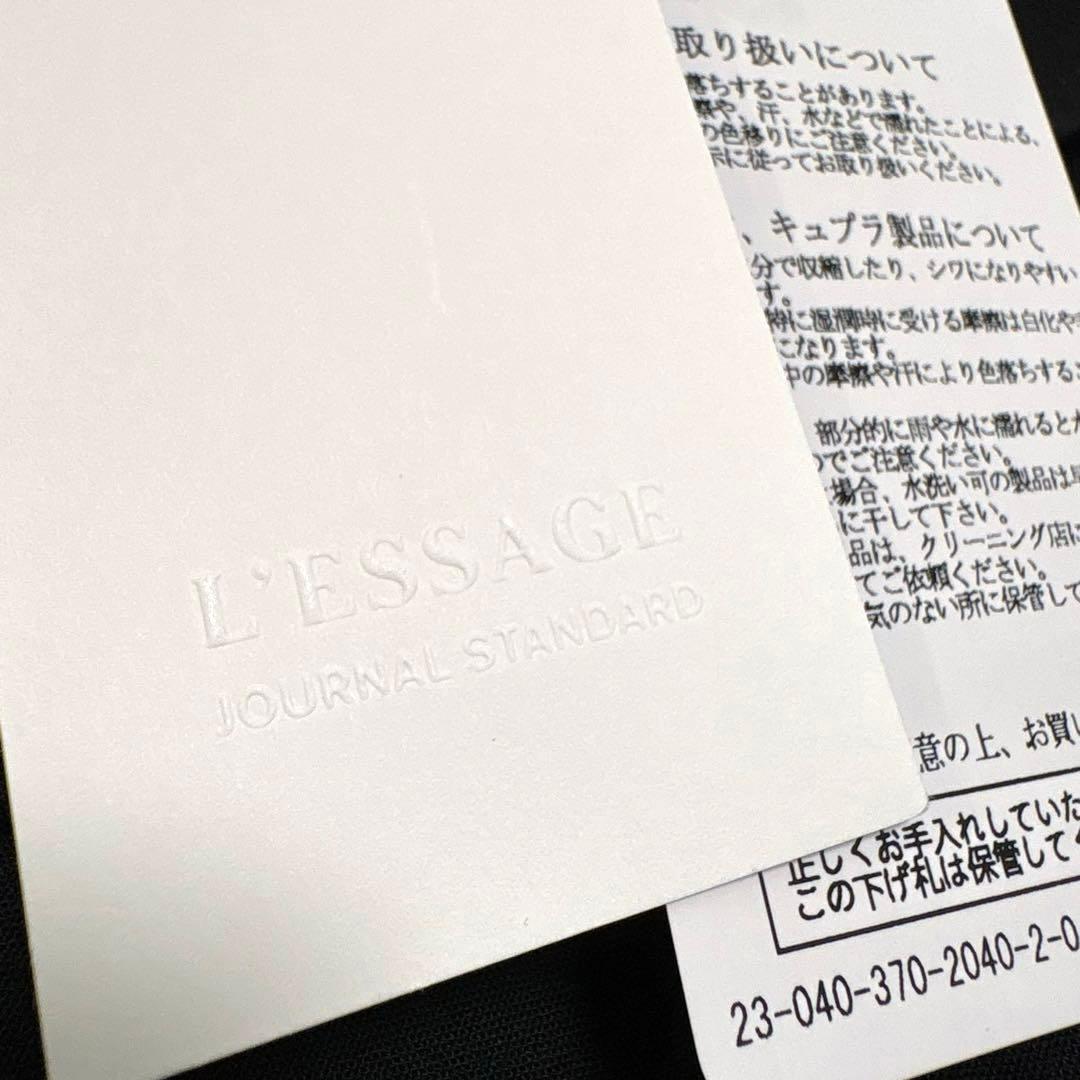 L'ESSAGE
JOURNAL STANDARD
取り扱いについて
落ちすることがあります。
擦や、汗、水などで濡れたことによる、
の色移りにご注意ください。
示に従ってお取り扱いください。
、キュプラ製品について
分で収縮したり、シワになりやすい
す。
特に湿潤時に受ける摩擦は白化や
になります。
中の摩擦や汗により色落ちするこ
部分的に雨や水に濡れると
のでご注意ください。
場合、水洗い可の製品は早
に干して下さい。
品は、クリーニング店に
てご依頼ください。
気のない所に保管して
意の上、お買い
正しくお手入れしていた
この下げ札は保管してく
23-040-370-2040-2-0